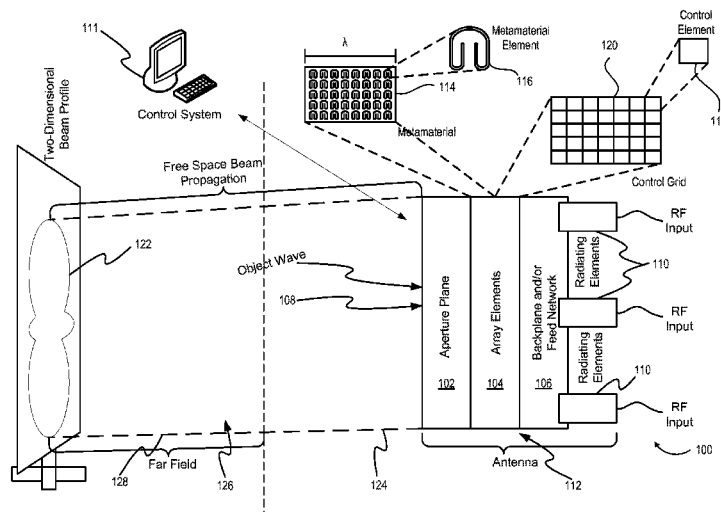 111
Control System
Two-Dimensional
Beam Profile
λ
Metamaterial
Element
116
114
Metamaterial
Control
Element
120
11
Control Grid
Free Space Beam
Propagation
122
Object Wave
108
Aperture Plane
102
Array Elements
104
Backplane and/or
Feed Network
106
Radiating
Elements
110
Radiating
Elements
110
RF
Input
RF
Input
RF
Input
Far Field
128
126
124
Antenna
112
100